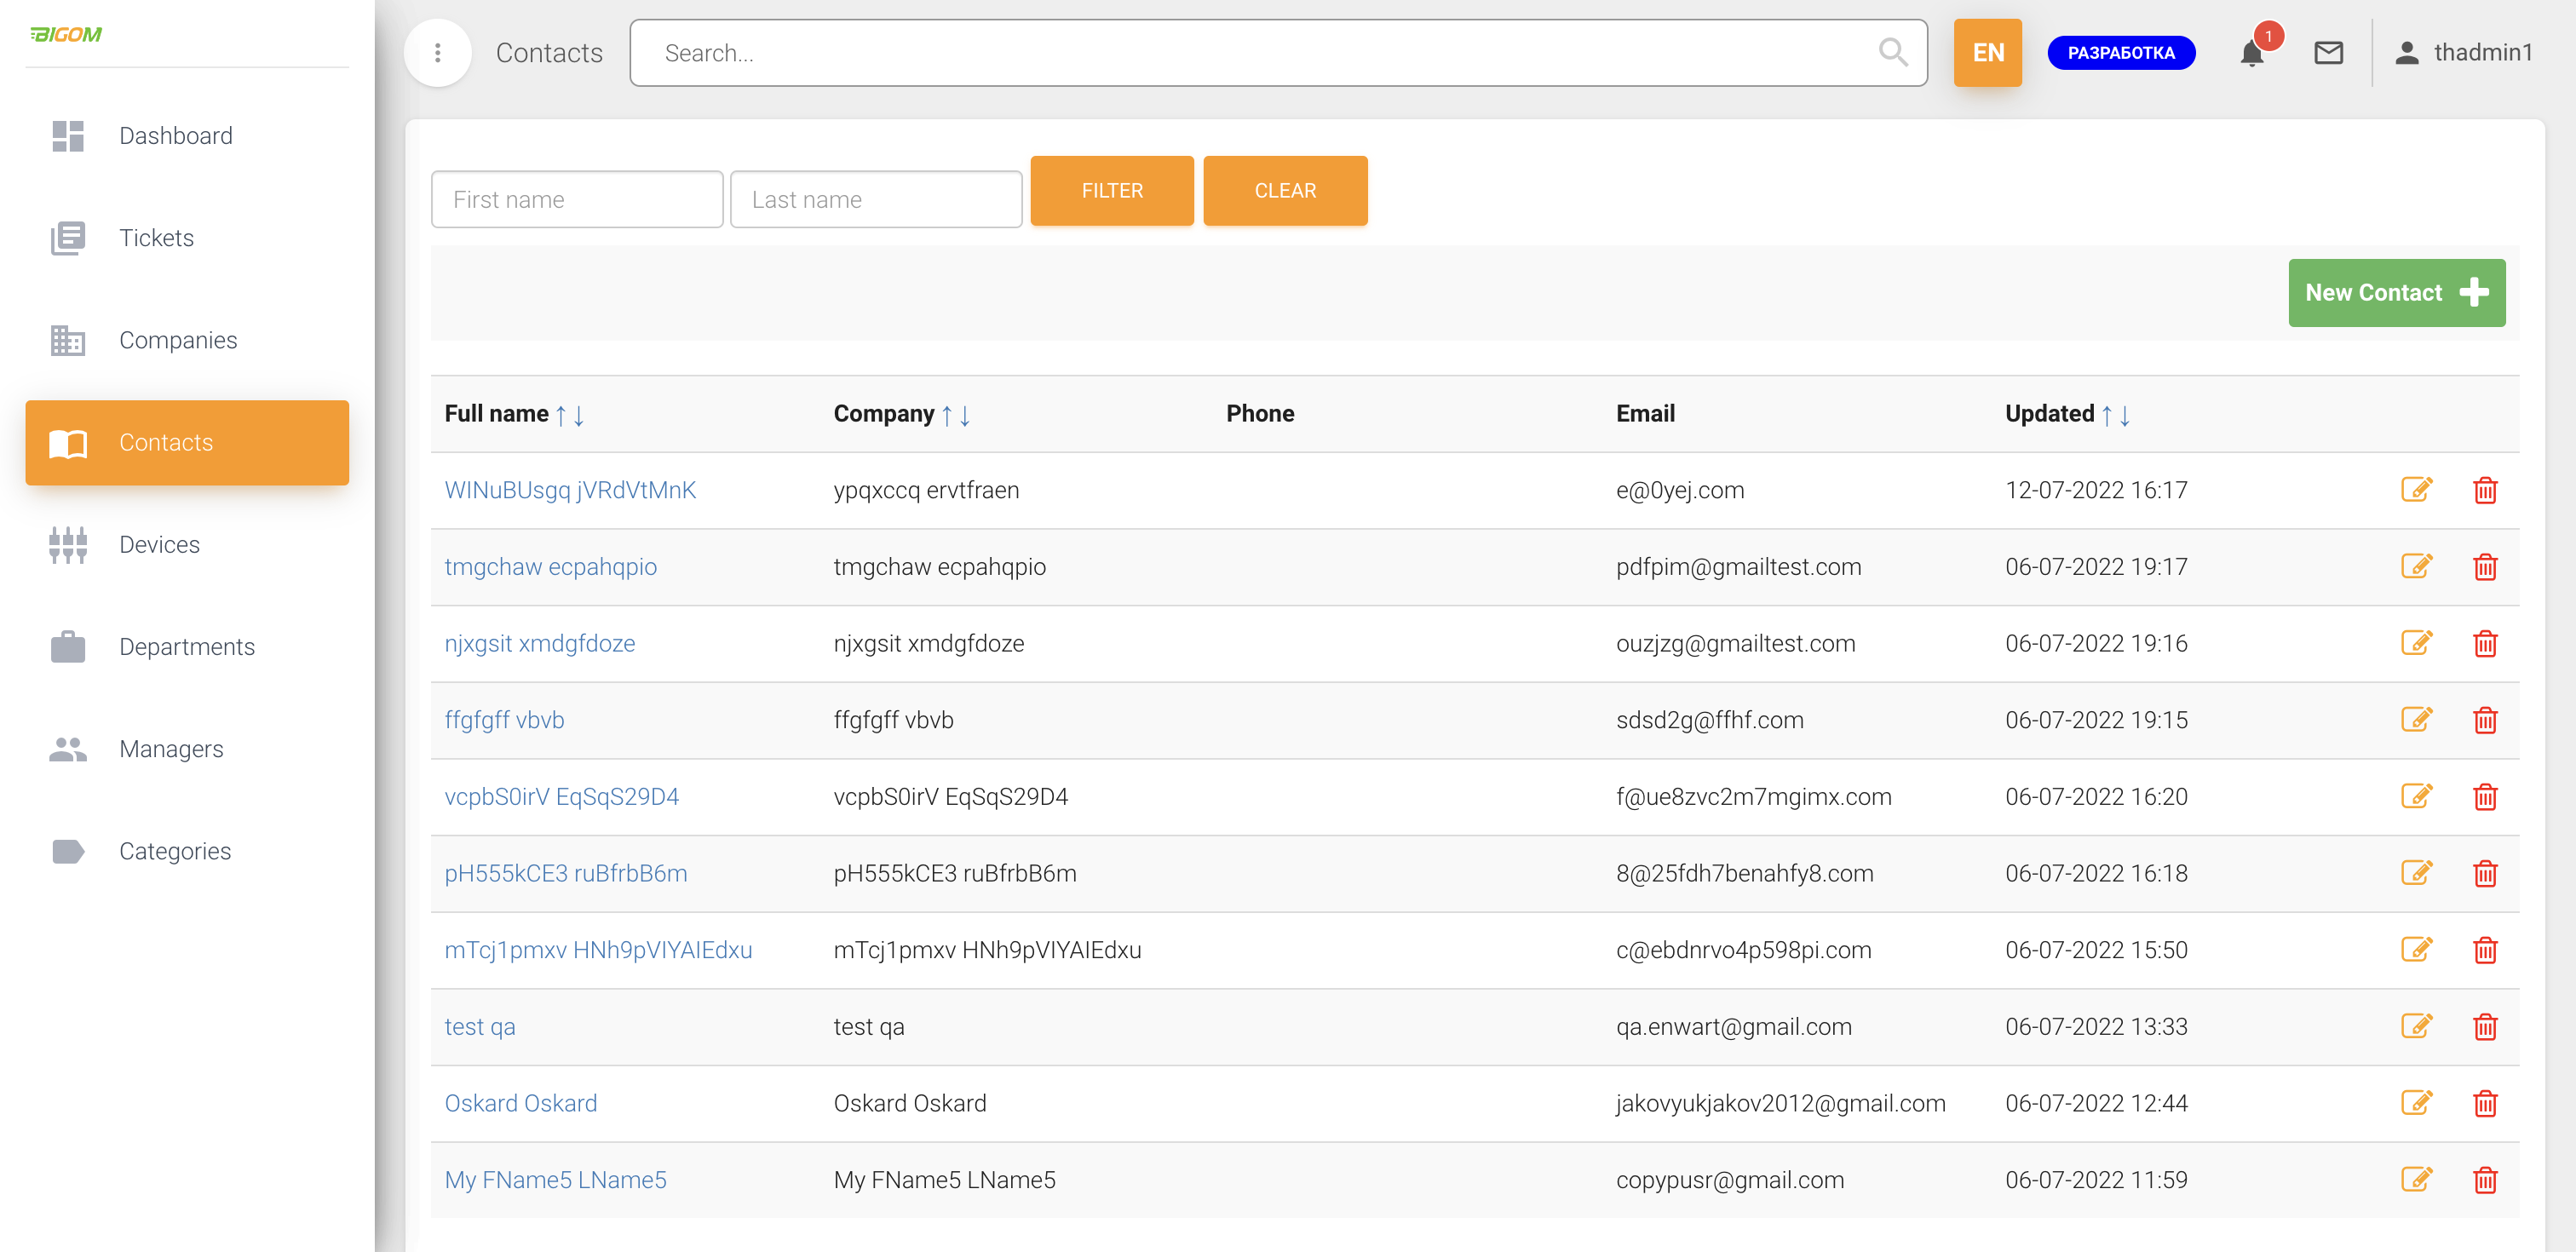 BIGOM
Contacts
Search...
EN
РАЗРАБОТКА
1
thadmin1
Dashboard
Tickets
Companies
Contacts
Devices
Departments
Managers
Categories
First name Last name FILTER CLEAR
New Contact
Full name ↑↓ Company ↑↓ Phone Email Updated ↑↓
WINuBUsgq jVRdVtMnK ypqxccq ervtfraen e@0yej.com 12-07-2022 16:17
tmgchaw ecpahqpio tmgchaw ecpahqpio pdfpim@gmailtest.com 06-07-2022 19:17
njxgsit xmdgfdoze njxgsit xmdgfdoze ouzjzg@gmailtest.com 06-07-2022 19:16
ffgfgff vbvb ffgfgff vbvb sdsd2g@ffhf.com 06-07-2022 19:15
vcpbS0irV EqSqS29D4 vcpbS0irV EqSqS29D4 f@ue8zvc2m7mgimx.com 06-07-2022 16:20
pH555kCE3 ruBfrbB6m pH555kCE3 ruBfrbB6m 8@25fdh7benahfy8.com 06-07-2022 16:18
mTcj1pmxv HNh9pVIYAIEdxu mTcj1pmxv HNh9pVIYAIEdxu c@ebdnrvo4p598pi.com 06-07-2022 15:50
test qa test qa qa.enwart@gmail.com 06-07-2022 13:33
Oskard Oskard Oskard Oskard jakovyukjakov2012@gmail.com 06-07-2022 12:44
My FName5 LName5 My FName5 LName5 copypusr@gmail.com 06-07-2022 11:59